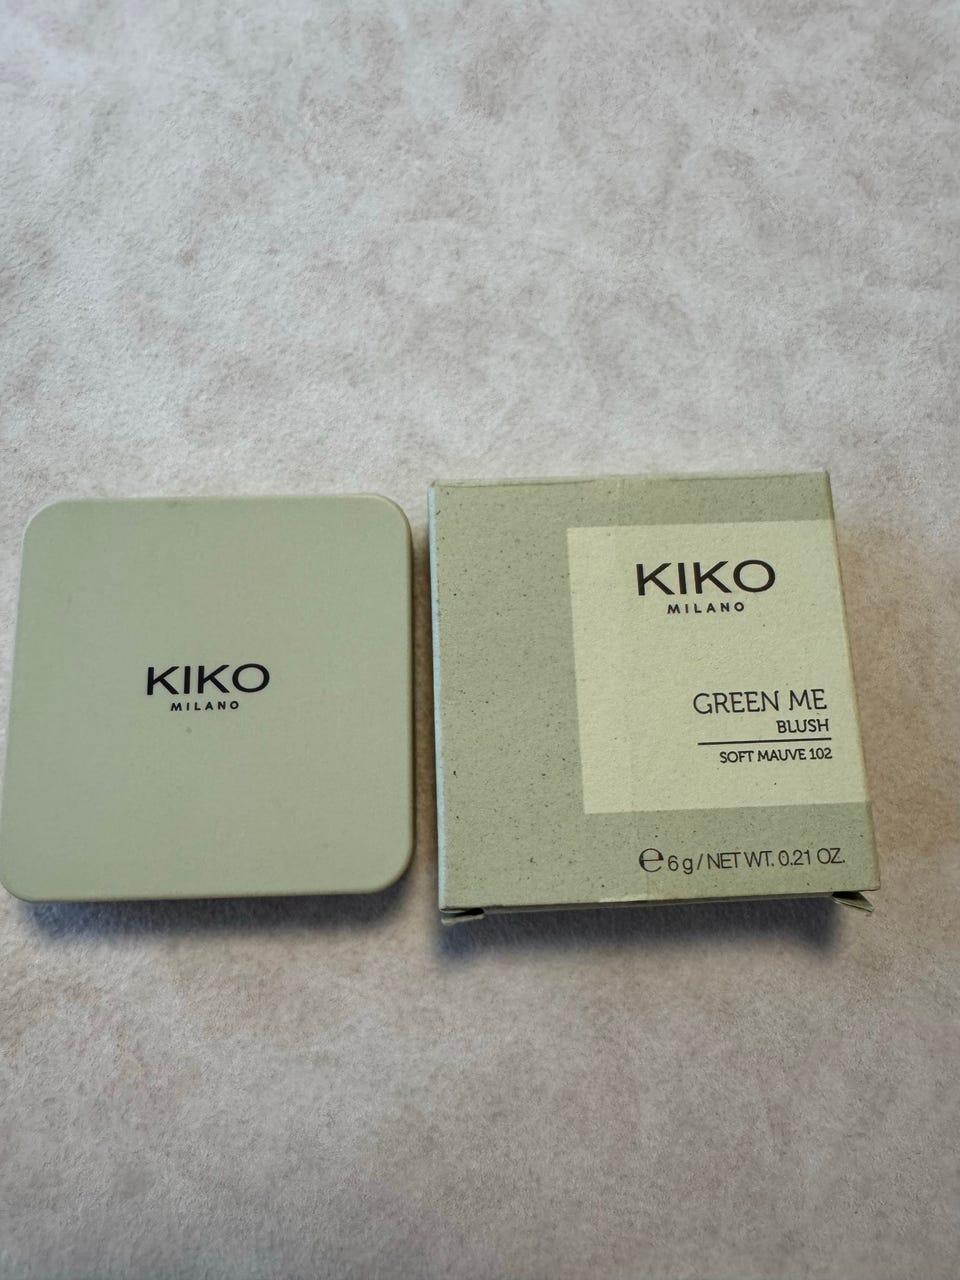 KIKO
MILANO
KIKO
MILANO
GREEN ME
BLUSH
SOFT MAUVE 102
℮ 6 g / NET WT. 0.21 OZ.